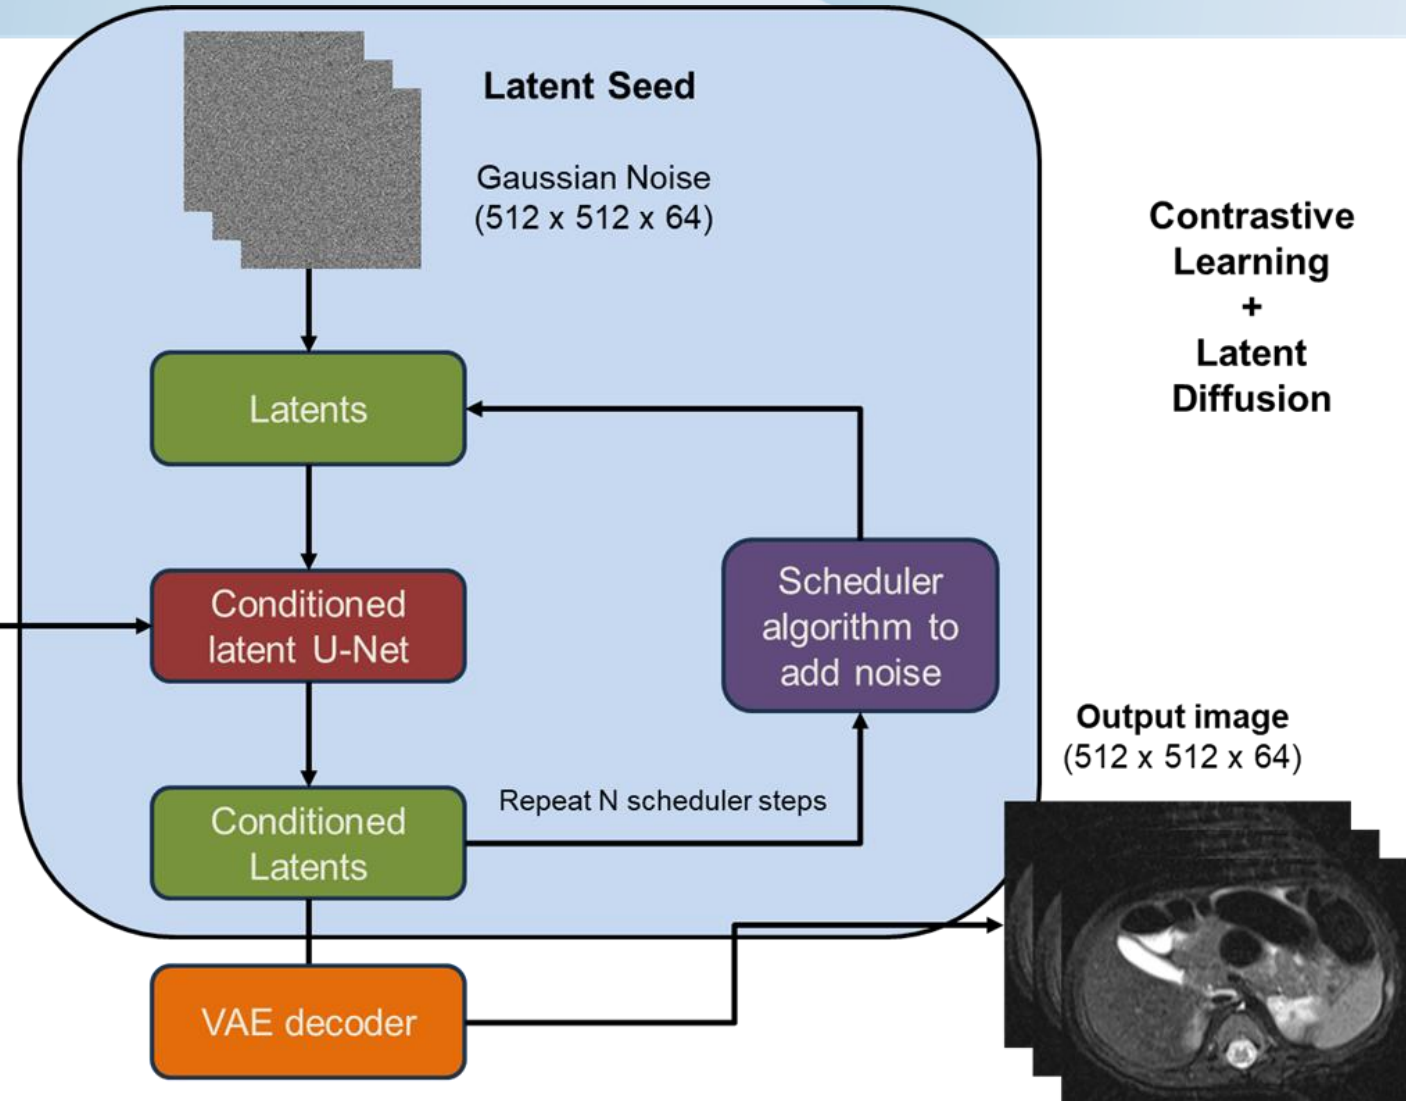 Latent Seed
Gaussian Noise
(512 x 512 x 64)
Contrastive
Learning
+
Latent
Diffusion
Latents
Conditioned
latent U-Net
Scheduler
algorithm to
add noise
Output image
(512 x 512 x 64)
Repeat N scheduler steps
Conditioned
Latents
VAE decoder